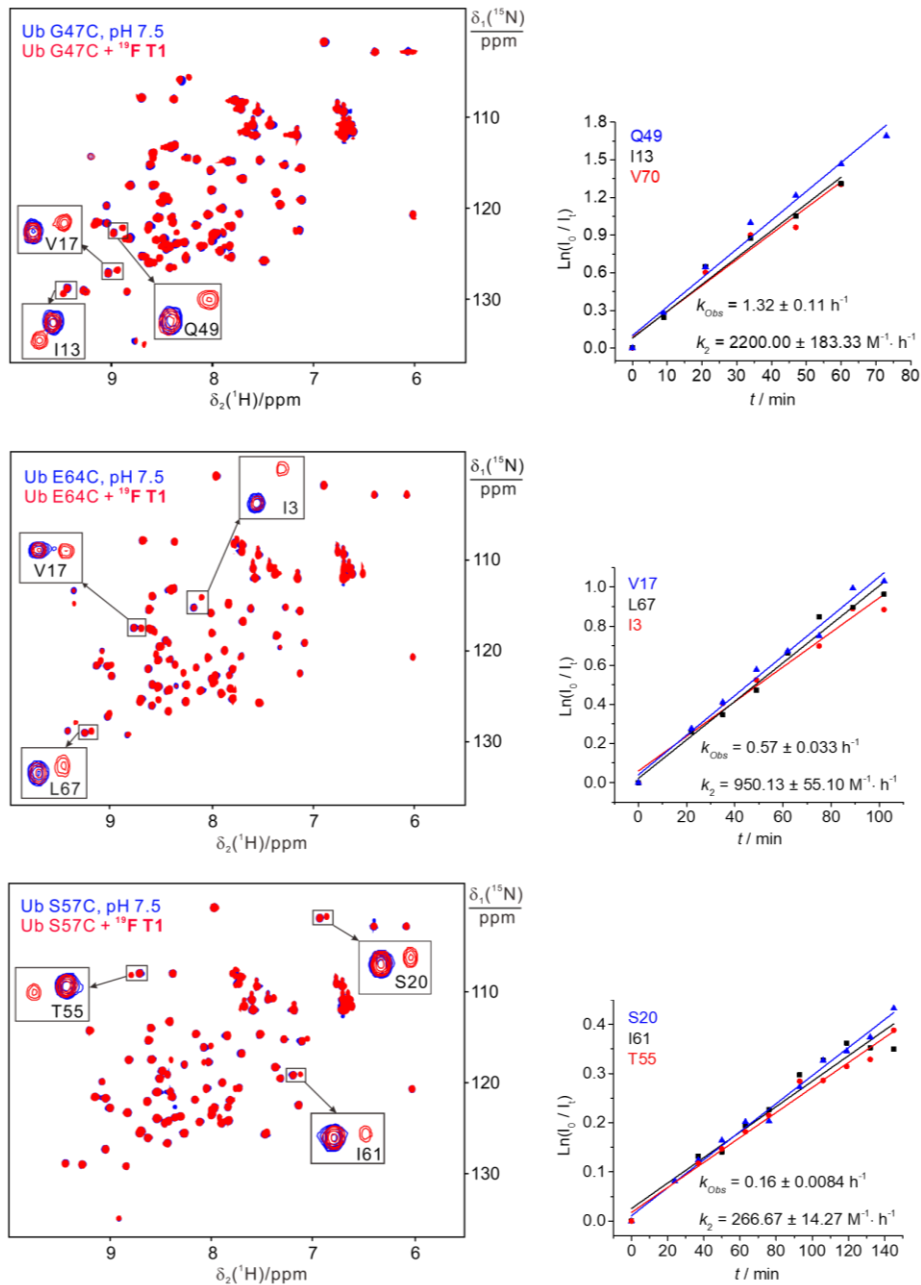 Ub G47C, pH 7.5
Ub G47C + ¹⁹F T1
δ₁(¹⁵N)
ppm
110
120
130
V17
I13
Q49
9 8 7 6
δ₂(¹H)/ppm
Q49
I13
V70
Ln(I₀ / Iₜ)
1.8
1.5
1.2
0.9
0.6
0.3
0.0
k_Obs = 1.32 ± 0.11 h⁻¹
k₂ = 2200.00 ± 183.33 M⁻¹· h⁻¹
0 10 20 30 40 50 60 70 80
t / min
Ub E64C, pH 7.5
Ub E64C + ¹⁹F T1
δ₁(¹⁵N)
ppm
110
120
130
V17
I3
L67
9 8 7 6
δ₂(¹H)/ppm
V17
L67
I3
Ln(I₀ / Iₜ)
1.0
0.8
0.6
0.4
0.2
0.0
k_Obs = 0.57 ± 0.033 h⁻¹
k₂ = 950.13 ± 55.10 M⁻¹· h⁻¹
0 20 40 60 80 100
t / min
Ub S57C, pH 7.5
Ub S57C + ¹⁹F T1
δ₁(¹⁵N)
ppm
110
120
130
T55
S20
I61
9 8 7 6
δ₂(¹H)/ppm
S20
I61
T55
Ln(I₀ / Iₜ)
0.4
0.3
0.2
0.1
0.0
k_Obs = 0.16 ± 0.0084 h⁻¹
k₂ = 266.67 ± 14.27 M⁻¹· h⁻¹
0 20 40 60 80 100 120 140
t / min